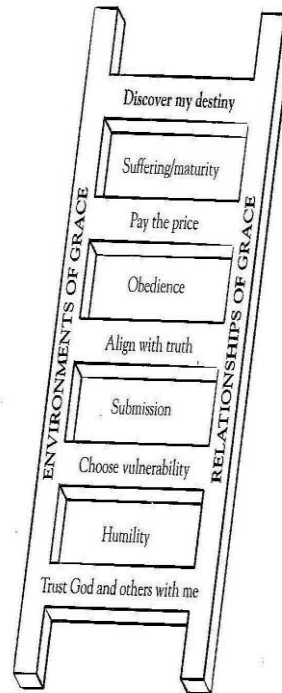 Discover my destiny
Suffering/maturity
Pay the price
Obedience
Align with truth
Submission
Choose vulnerability
Humility
Trust God and others with me
ENVIRONMENTS OF GRACE
RELATIONSHIPS OF GRACE